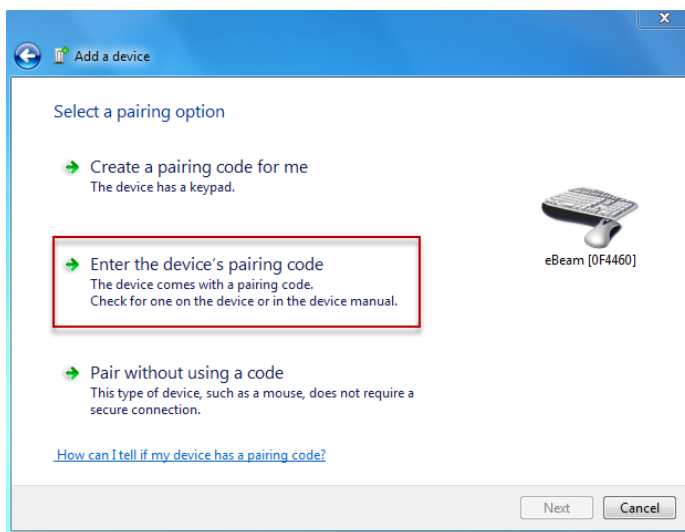 x
Add a device
Select a pairing option
Create a pairing code for me
The device has a keypad.
Enter the device's pairing code
The device comes with a pairing code.
Check for one on the device or in the device manual.
eBeam [0F4460]
Pair without using a code
This type of device, such as a mouse, does not require a
secure connection.
How can I tell if my device has a pairing code?
Next Cancel